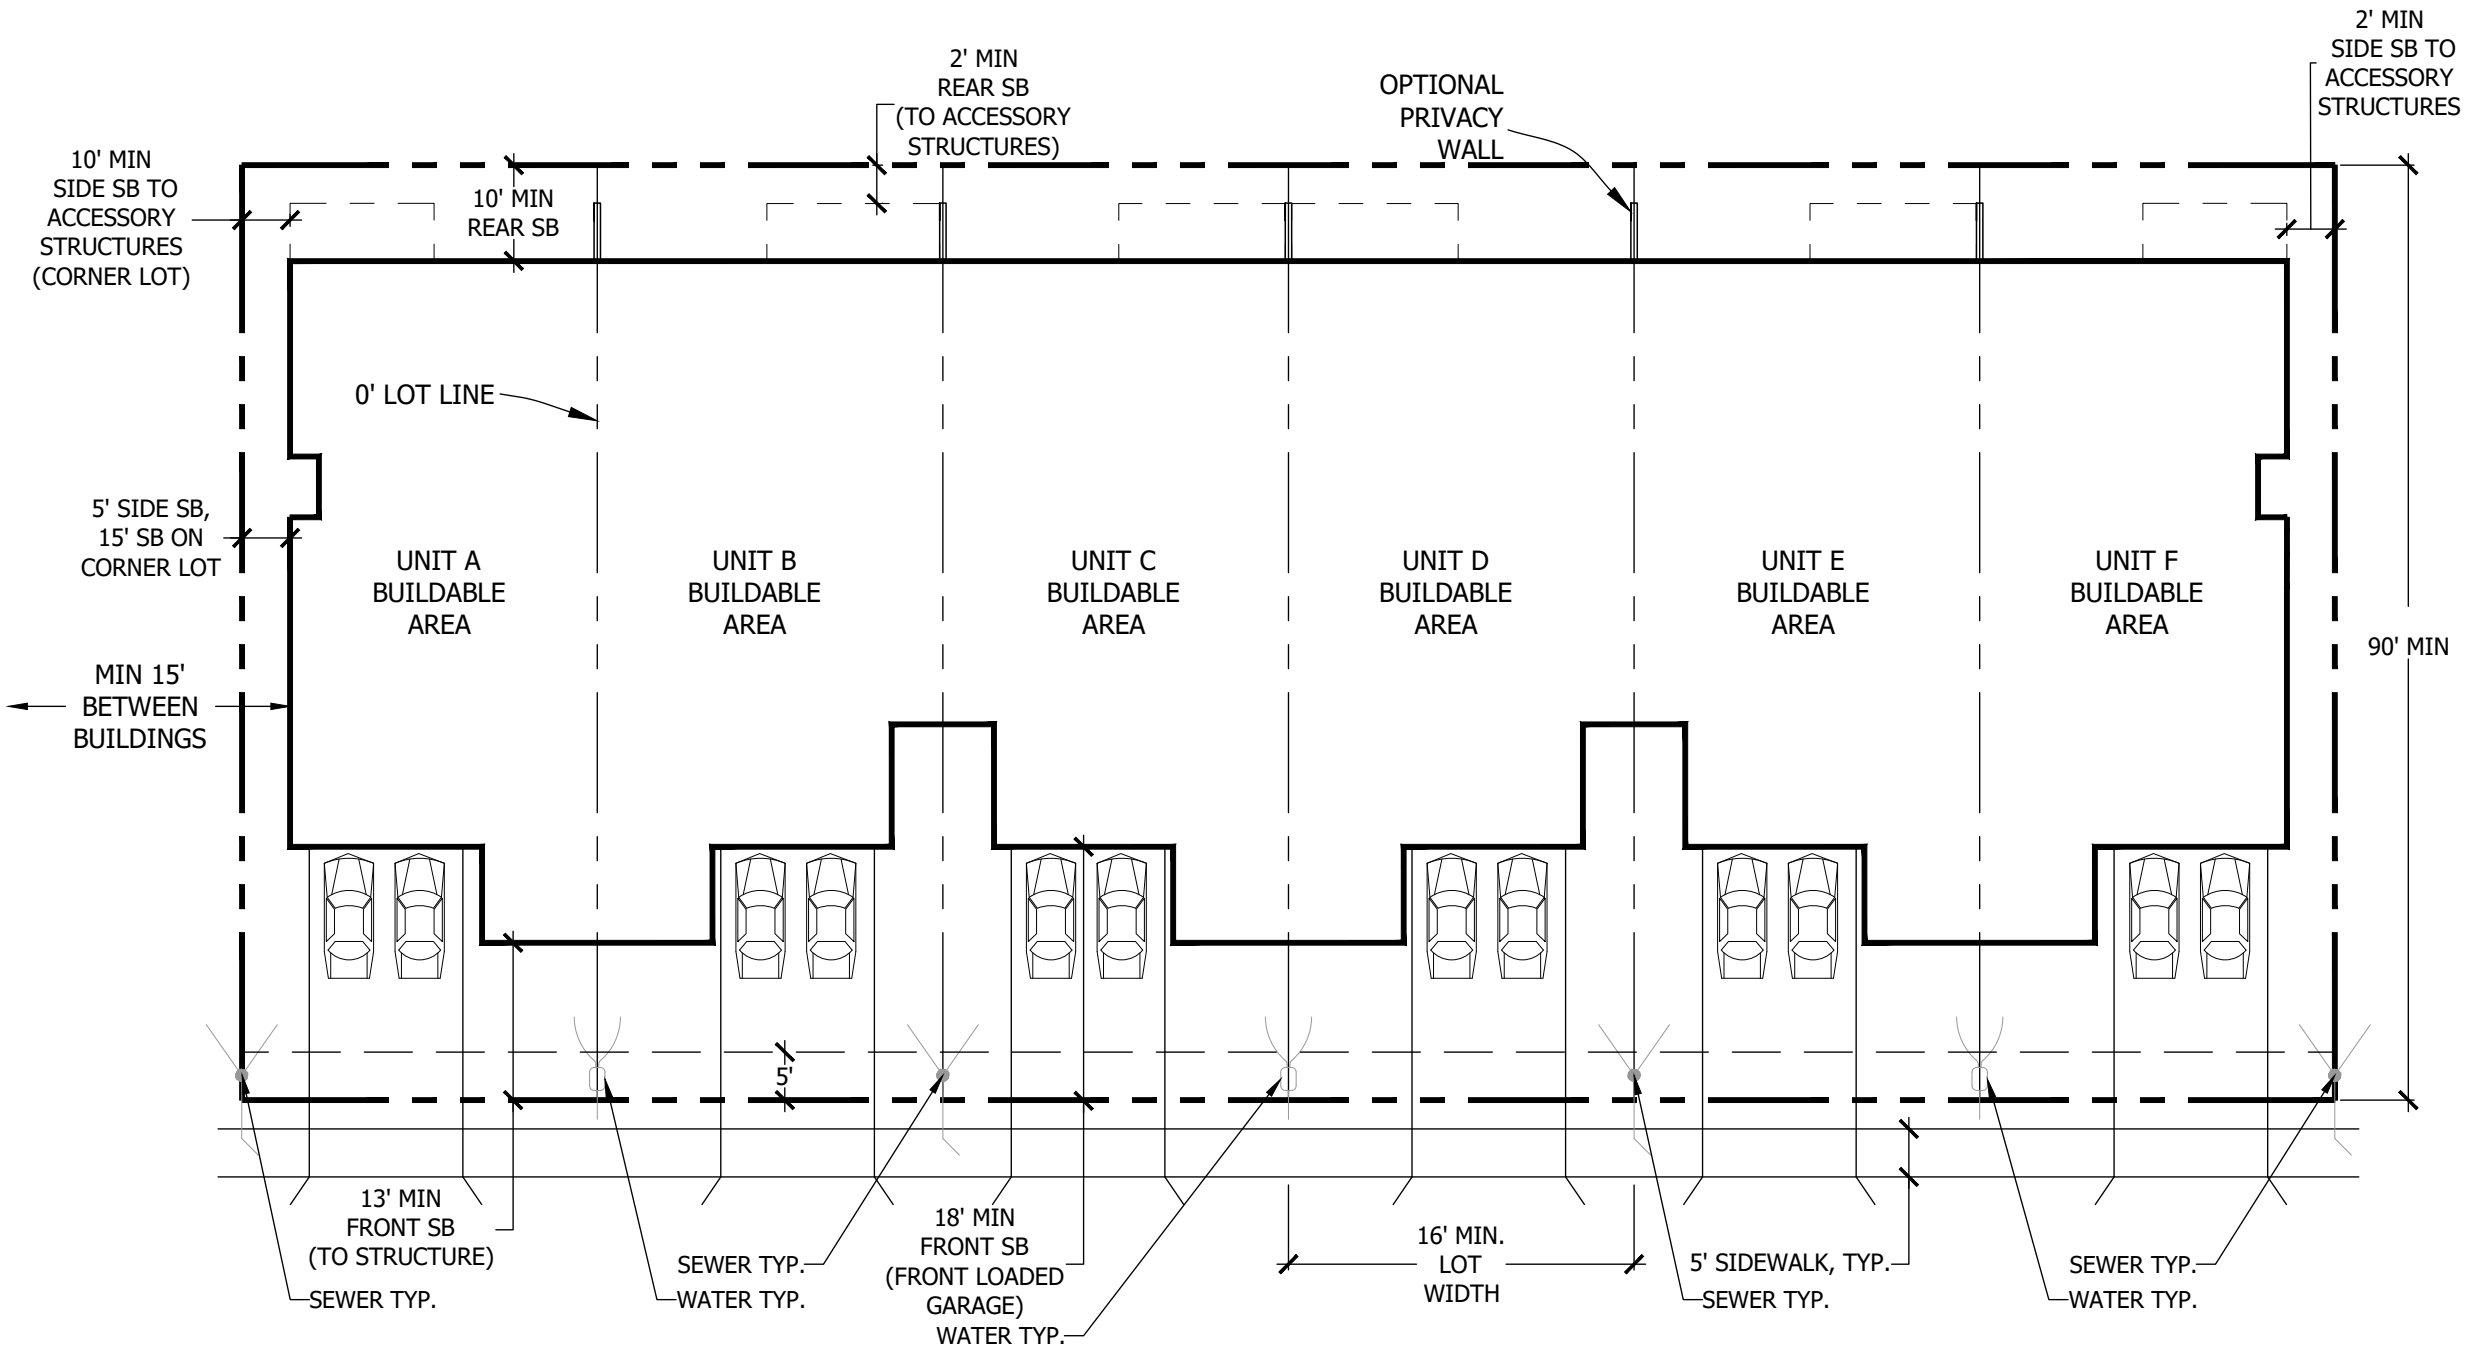 2' MIN
SIDE SB TO
ACCESSORY
STRUCTURES
2' MIN
REAR SB
(TO ACCESSORY
STRUCTURES)
OPTIONAL
PRIVACY
WALL
10' MIN
SIDE SB TO
ACCESSORY
STRUCTURES
(CORNER LOT)
10' MIN
REAR SB
0' LOT LINE
5' SIDE SB,
15' SB ON
CORNER LOT
UNIT A
BUILDABLE
AREA
UNIT B
BUILDABLE
AREA
UNIT C
BUILDABLE
AREA
UNIT D
BUILDABLE
AREA
UNIT E
BUILDABLE
AREA
UNIT F
BUILDABLE
AREA
90' MIN
MIN 15'
BETWEEN
BUILDINGS
5'
13' MIN
FRONT SB
(TO STRUCTURE)
SEWER TYP.
SEWER TYP.
WATER TYP.
18' MIN
FRONT SB
(FRONT LOADED
GARAGE)
WATER TYP.
16' MIN.
LOT
WIDTH
5' SIDEWALK, TYP.
SEWER TYP.
SEWER TYP.
WATER TYP.